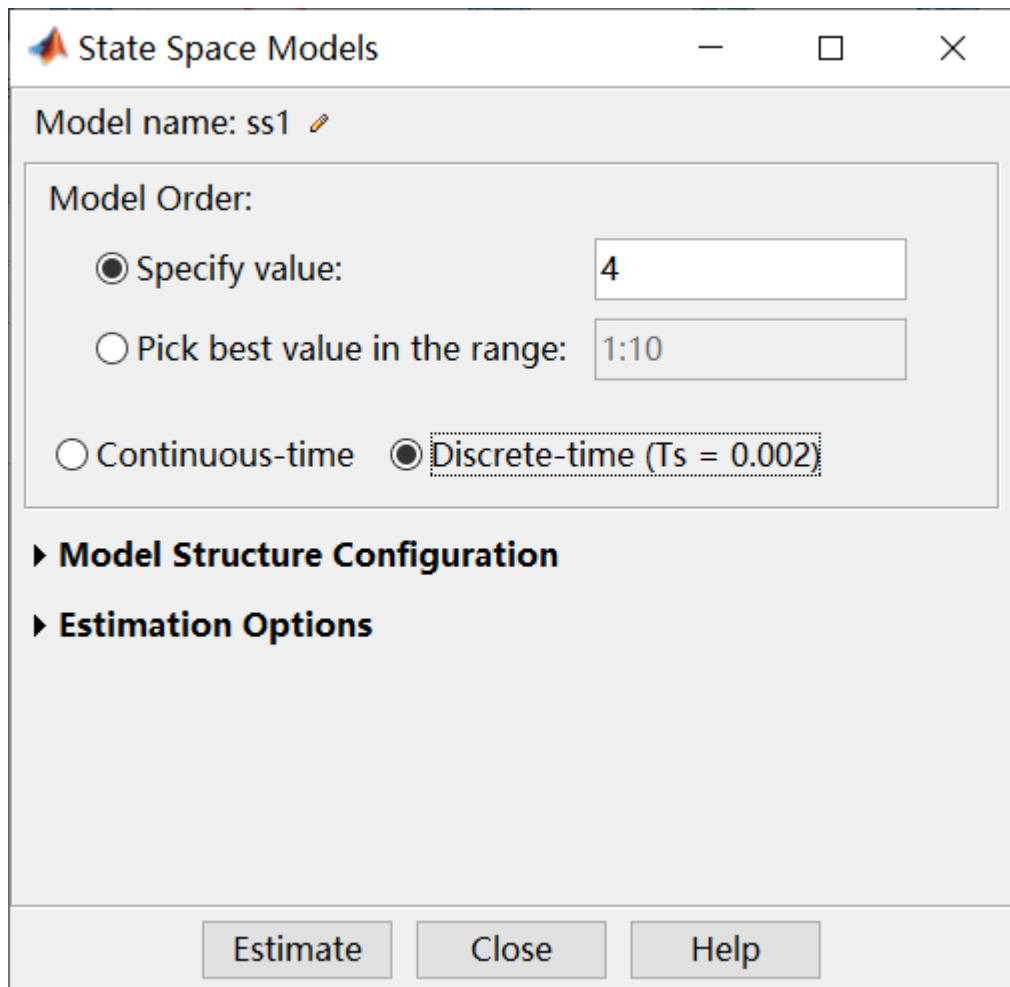 State Space Models
Model name: ss1
Model Order:
Specify value: 4
Pick best value in the range: 1:10
Continuous-time Discrete-time (Ts = 0.002)
Model Structure Configuration
Estimation Options
Estimate Close Help